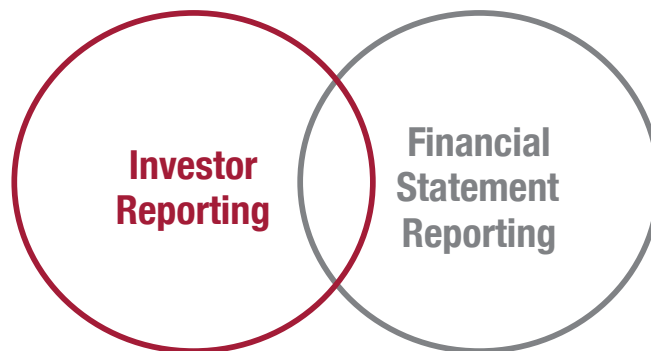 Investor
Reporting
Financial
Statement
Reporting